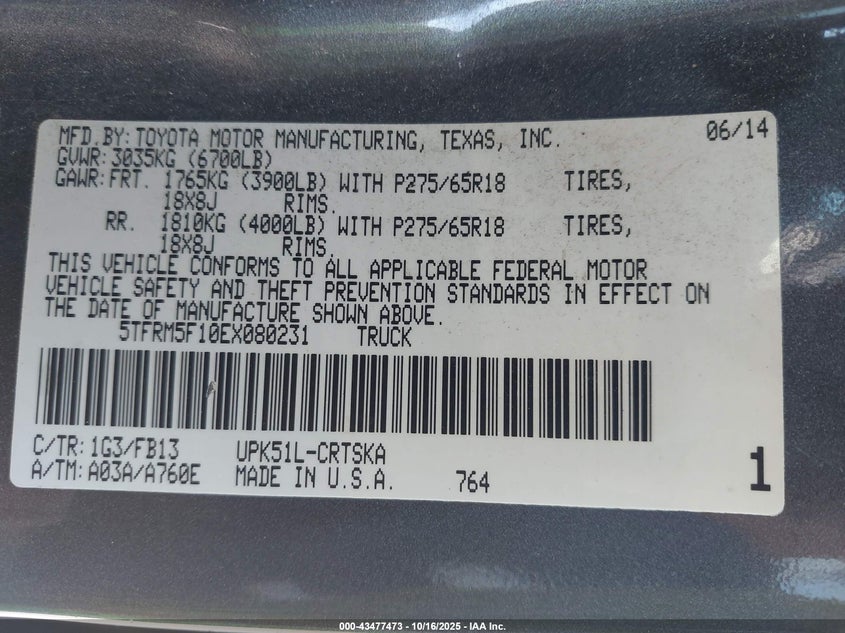 MFD.BY:TOYOTA MOTOR MANUFACTURING, TEXAS, INC. 06/14
GVWR:3035KG (6700LB)
GAWR:FRT. 1765KG (3900LB) WITH P275/65R18 TIRES,
18X8J RIMS.
RR. 1810KG (4000LB) WITH P275/65R18 TIRES,
18X8J RIMS.
THIS VEHICLE CONFORMS TO ALL APPLICABLE FEDERAL MOTOR
VEHICLE SAFETY AND THEFT PREVENTION STANDARDS IN EFFECT ON
THE DATE OF MANUFACTURE SHOWN ABOVE.
5TFRM5F10EX080231 TRUCK
C/TR:1G3/FB13 UPK51L-CRTSKA
A/TM:A03A/A760E MADE IN U.S.A. 764 1
000-43477473 - 10/16/2025 - IAA Inc.